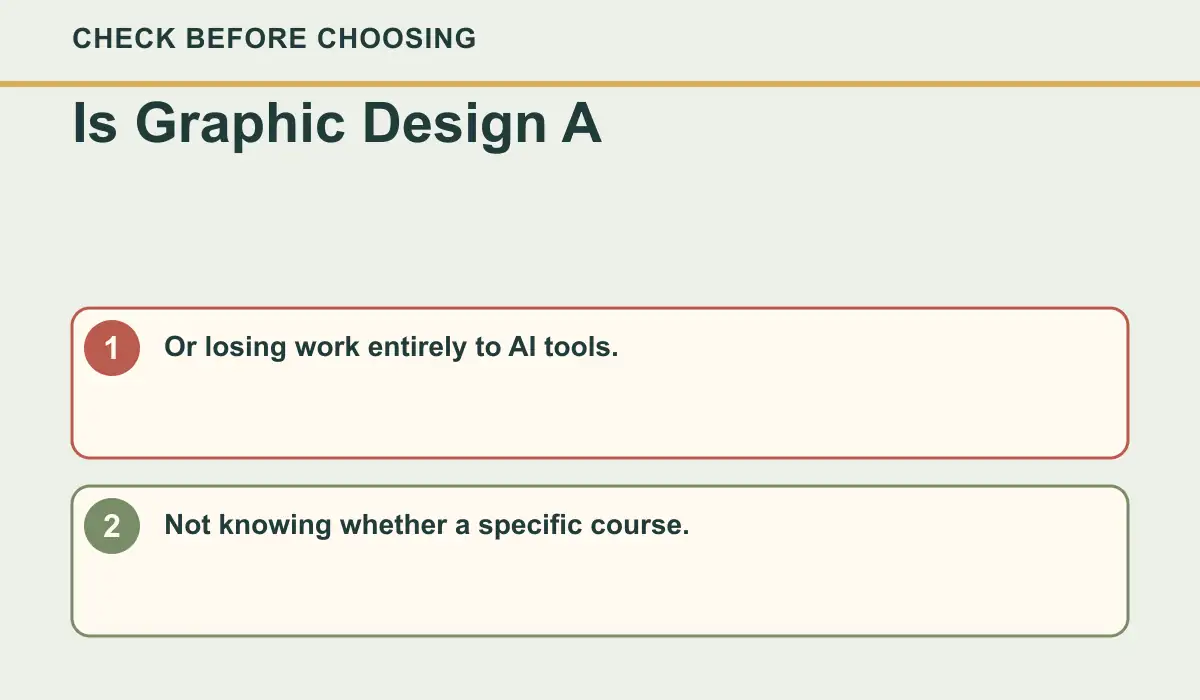 CHECK BEFORE CHOOSING
Is Graphic Design A
1 Or losing work entirely to AI tools.
2 Not knowing whether a specific course.